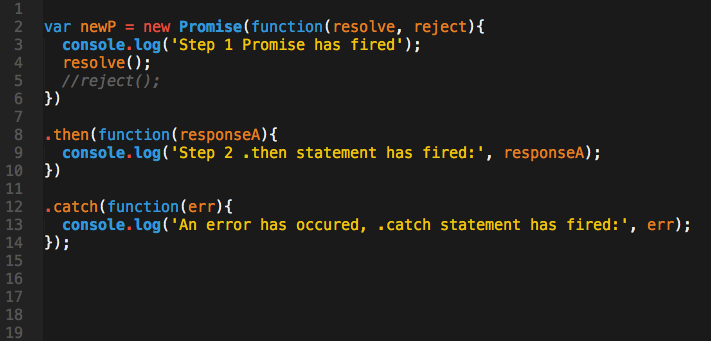 1
2 var newP = new Promise(function(resolve, reject){
3   console.log('Step 1 Promise has fired');
4   resolve();
5   //reject();
6 })
7
8 .then(function(responseA){
9   console.log('Step 2 .then statement has fired:', responseA);
10 })
11
12 .catch(function(err){
13   console.log('An error has occured, .catch statement has fired:', err);
14 });
15
16
17
18
19